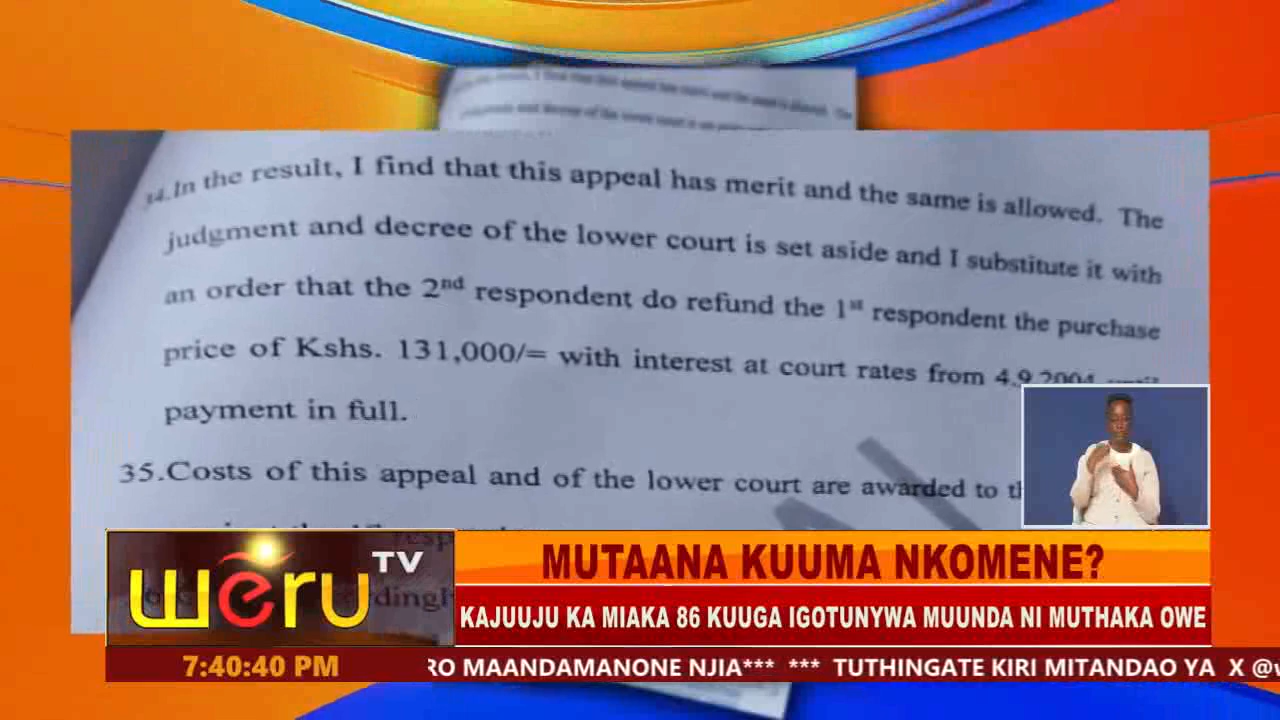 34. In the result, I find that this appeal has merit and the same is allowed. The
judgment and decree of the lower court is set aside and I substitute it with
an order that the 2nd respondent do refund the 1st respondent the purchase
price of Kshs. 131,000/= with interest at court rates from 4.9.2004 until
payment in full.
35. Costs of this appeal and of the lower court are awarded to
weru TV
MUTAANA KUUMA NKOMENE?
KAJUUJU KA MIAKA 86 KUUGA IGOTUNYWA MUUNDA NI MUTHAKA OWE
7:40:40 PM
RO MAANDAMANONE NJIA*** *** TUTHINGATE KIRI MITANDAO YA X @